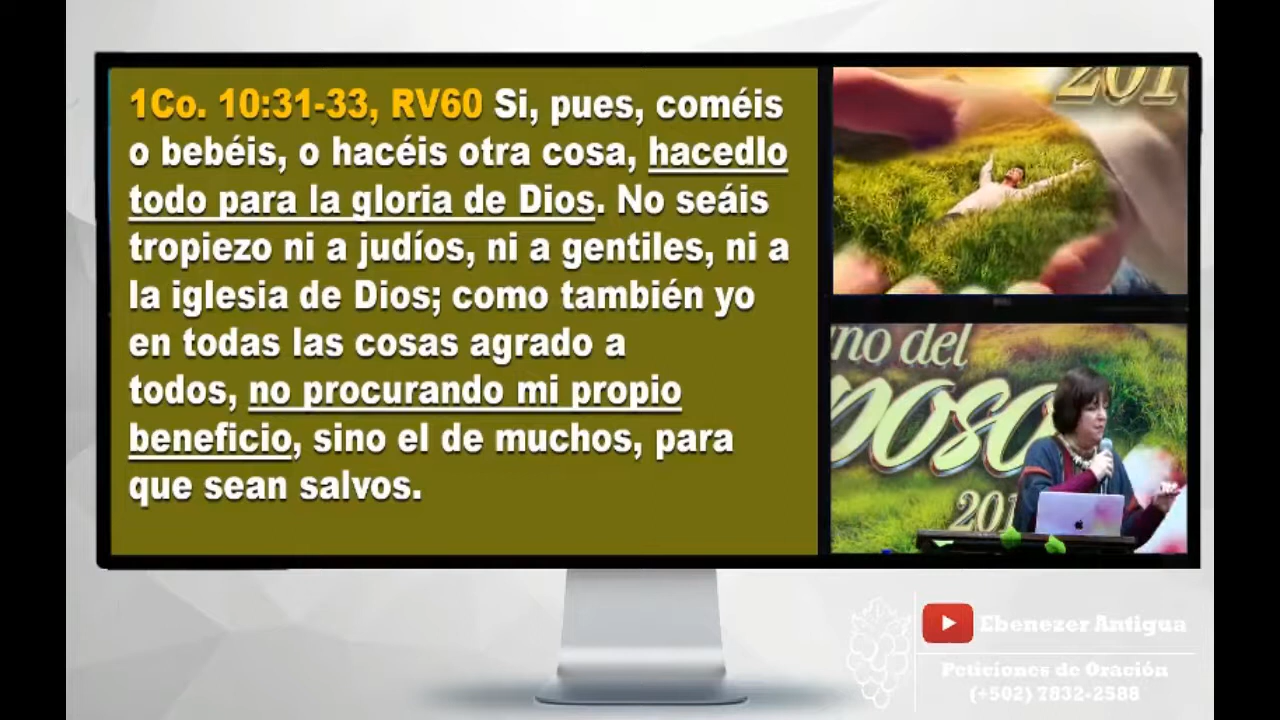 1Co. 10:31-33, RV60 Si, pues, coméis
o bebéis, o hacéis otra cosa, hacedlo
todo para la gloria de Dios. No seáis
tropiezo ni a judíos, ni a gentiles, ni a
la iglesia de Dios; como también yo
en todas las cosas agrado a
todos, no procurando mi propio
beneficio, sino el de muchos, para
que sean salvos.
201
no del
poso
201
Ebenezer Antigua
Peticiones de Oración
(+502) 7832-2588